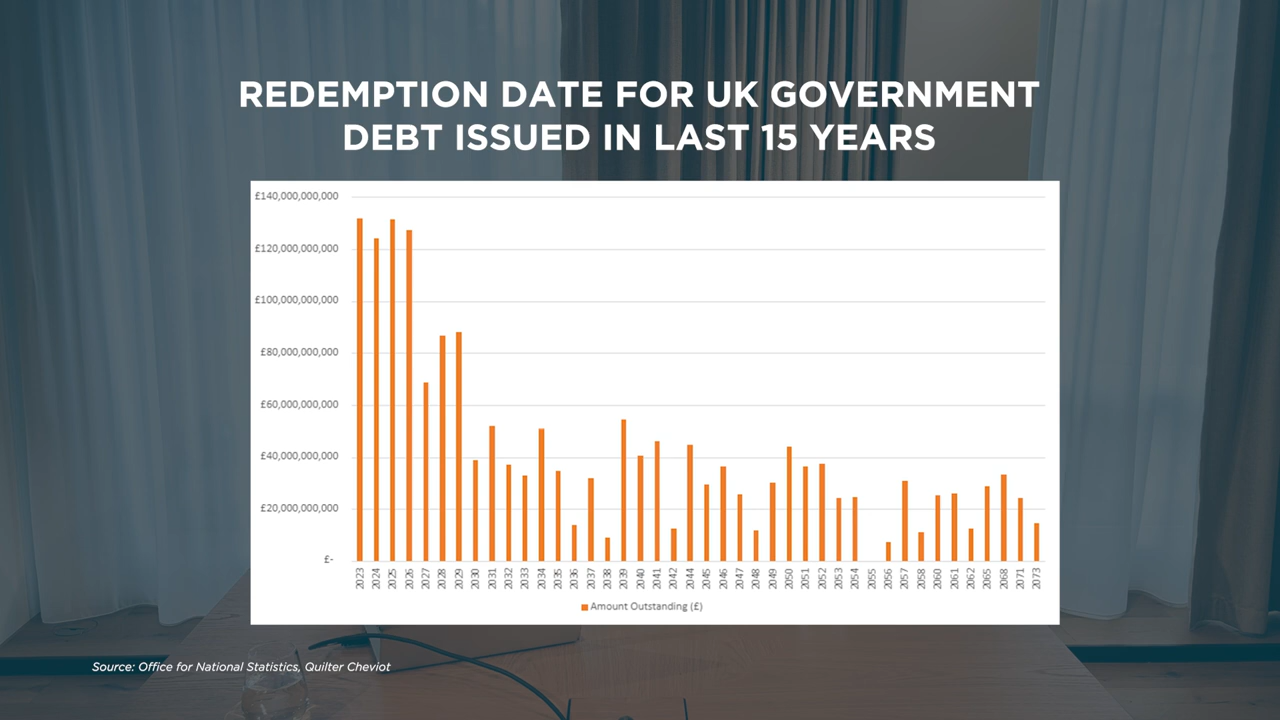 REDEMPTION DATE FOR UK GOVERNMENT
DEBT ISSUED IN LAST 15 YEARS
£140,000,000,000
£120,000,000,000
£100,000,000,000
£80,000,000,000
£60,000,000,000
£40,000,000,000
£20,000,000,000
£-
2023 2024 2025 2026 2027 2028 2029 2030 2031 2032 2033 2034 2035 2036 2037 2038 2039 2040 2041 2042 2044 2045 2046 2047 2048 2049 2050 2051 2052 2053 2054 2055 2056 2057 2058 2060 2061 2062 2065 2068 2071 2073
Amount Outstanding (£)
Source: Office for National Statistics, Quilter Cheviot